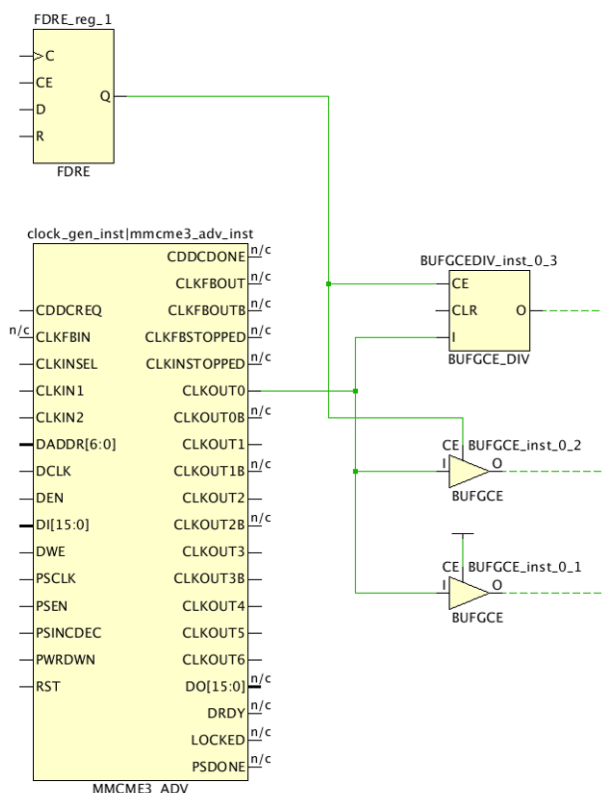 FDRE_reg_1
C
CE
D
R
Q
FDRE
clock_gen_inst|mmcme3_adv_inst
CDDCDONE n/c
CLKFBOUT n/c
CDDCREQ CLKFBOUTB n/c
n/c CLKFBIN CLKFBSTOPPED n/c
CLKINSEL CLKINSTOPPED n/c
CLKIN1 CLKOUT0
CLKIN2 CLKOUT0B n/c
DADDR[6:0] CLKOUT1
DCLK CLKOUT1B n/c
DEN CLKOUT2
DI[15:0] CLKOUT2B n/c
DWE CLKOUT3
PSCLK CLKOUT3B
PSEN CLKOUT4
PSINCDEC CLKOUT5
PWRDWN CLKOUT6
RST DO[15:0] n/c
DRDY n/c
LOCKED n/c
PSDONE n/c
MMCME3_ADV
BUFGCEDIV_inst_0_3
CE
CLR O
I
BUFGCE_DIV
CE BUFGCE_inst_0_2
I O
BUFGCE
CE BUFGCE_inst_0_1
I O
BUFGCE